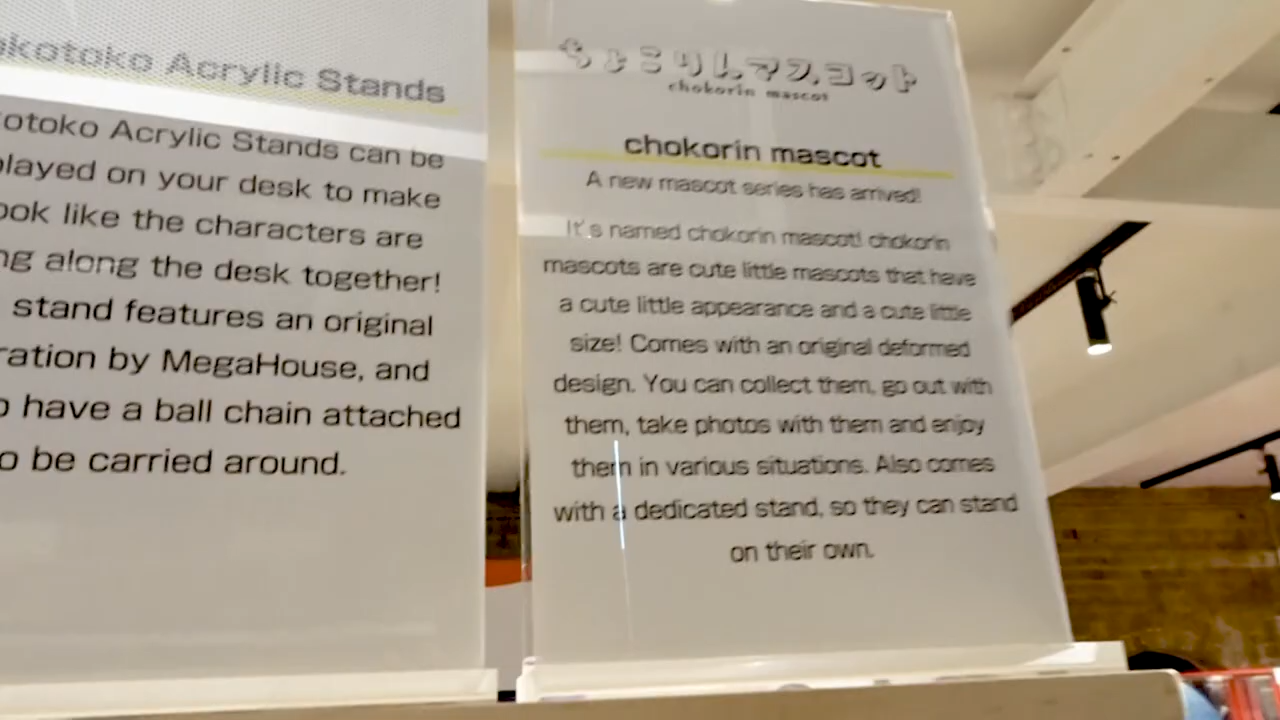 okotoko Acrylic Stands
otoko Acrylic Stands can be
played on your desk to make
ook like the characters are
ng along the desk together!
stand features an original
ration by MegaHouse, and
o have a ball chain attached
o be carried around.
ちょこりんマスコット
chokorin mascot
chokorin mascot
A new mascot series has arrived!
It's named chokorin mascot! chokorin
mascots are cute little mascots that have
a cute little appearance and a cute little
size! Comes with an original deformed
design. You can collect them, go out with
them, take photos with them and enjoy
them in various situations. Also comes
with a dedicated stand, so they can stand
on their own.